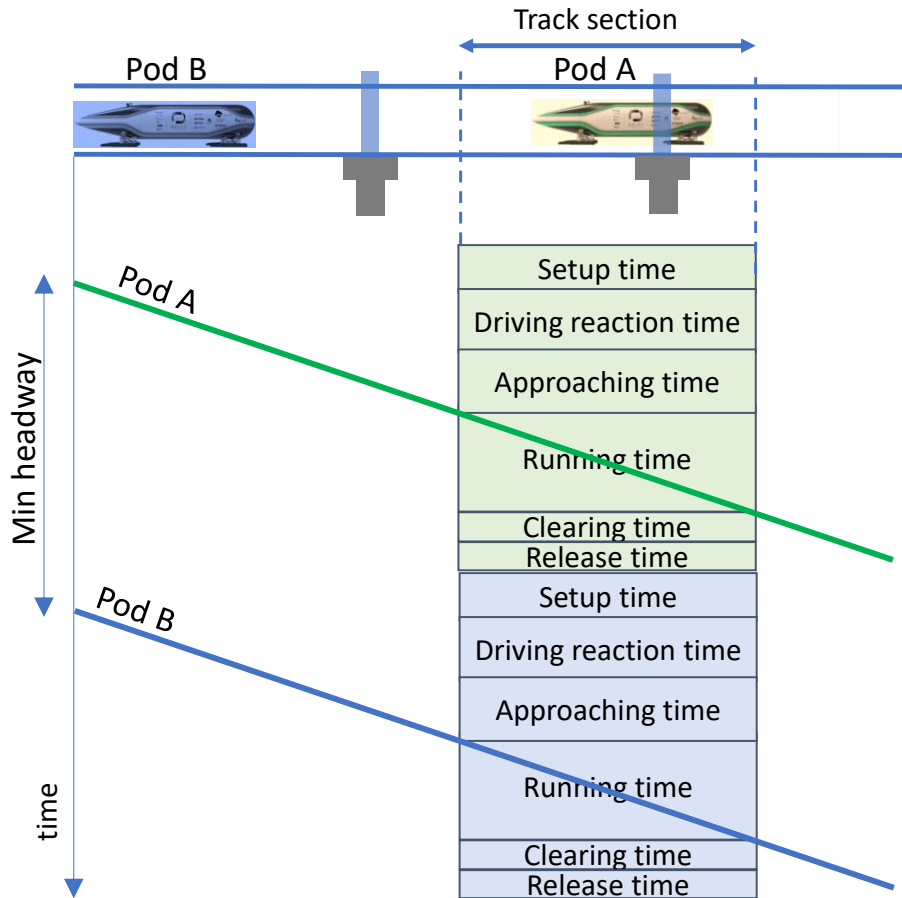 Track section
Pod B
Pod A
Setup time
Pod A
Driving reaction time
Approaching time
Min headway
Running time
Clearing time
Release time
Setup time
Pod B
Driving reaction time
Approaching time
time
Running time
Clearing time
Release time